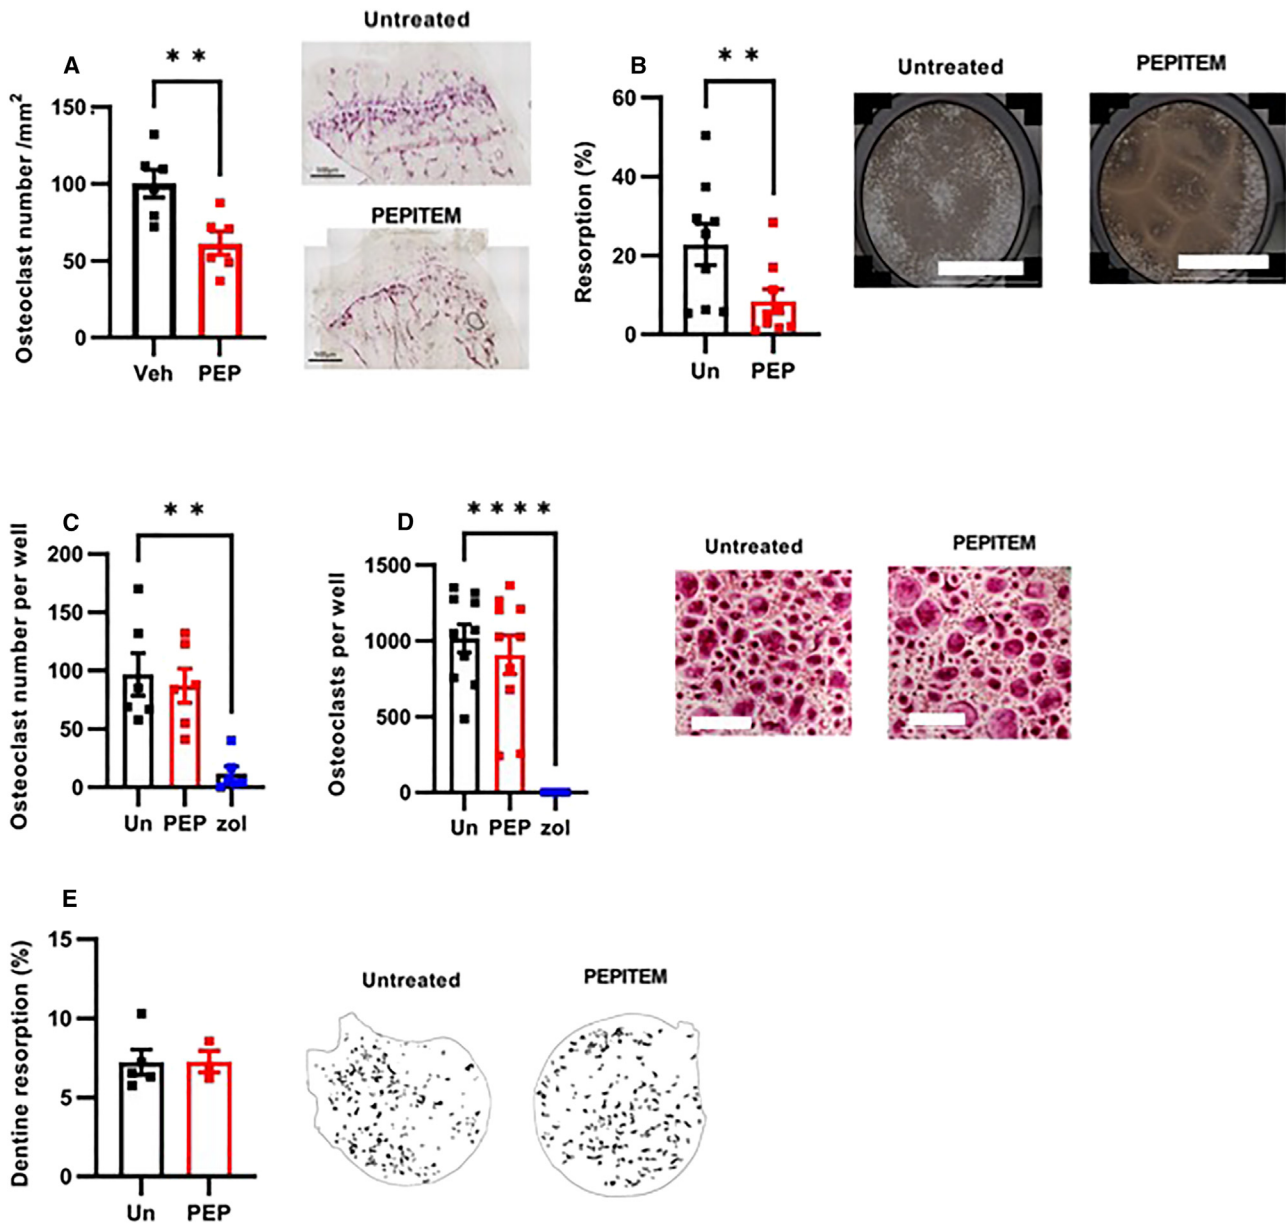 A
* *
Osteoclast number /mm2
150
100
50
0
Veh PEP
Untreated
500µm
PEPITEM
500µm
B
* *
Resorption (%)
60
40
20
0
Un PEP
Untreated
PEPITEM
C
* *
Osteoclast number per well
200
150
100
50
0
Un PEP zol
D
* * * *
Osteoclasts per well
1500
1000
500
0
Un PEP zol
Untreated
PEPITEM
E
Dentine resorption (%)
15
10
5
0
Un PEP
Untreated
PEPITEM